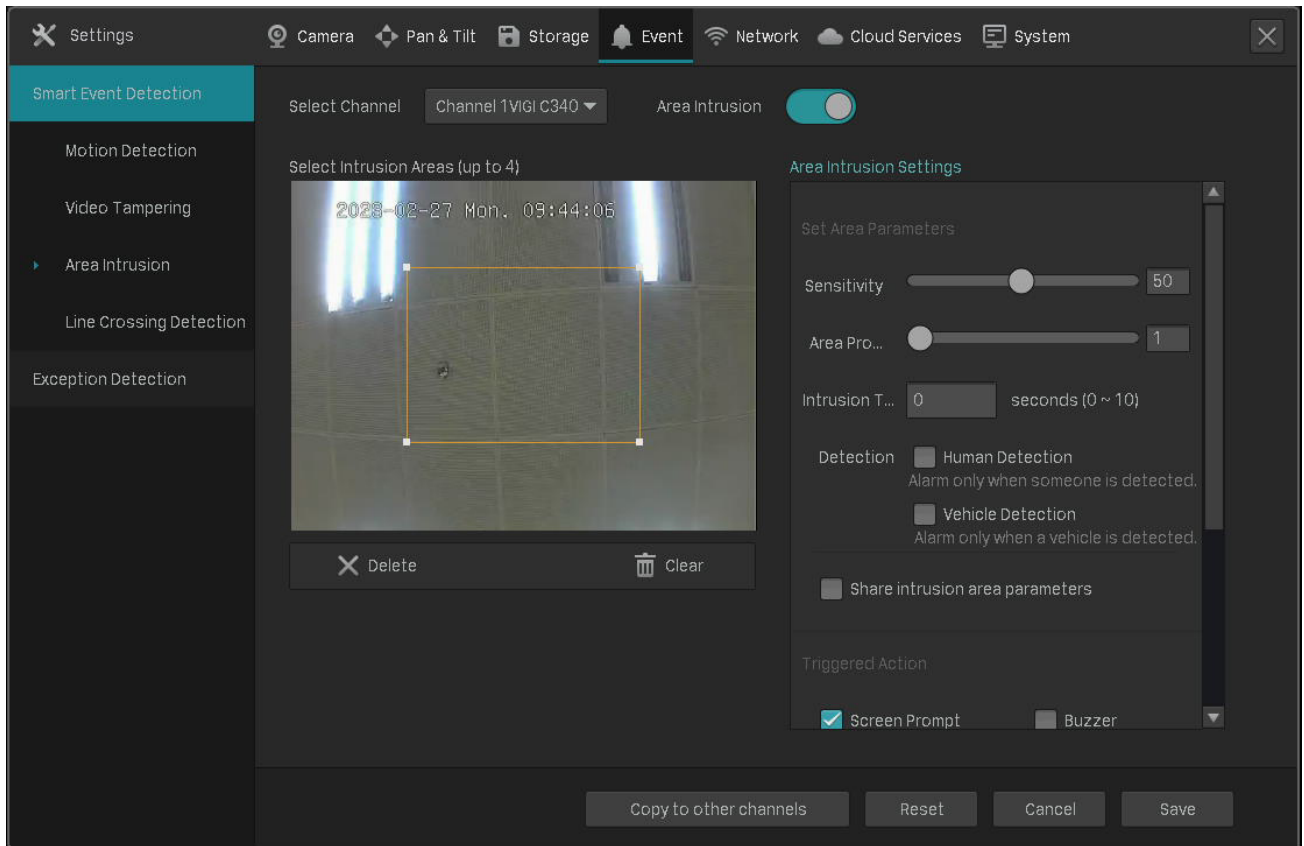 Settings
Camera
Pan & Tilt
Storage
Event
Network
Cloud Services
System
Smart Event Detection
Motion Detection
Video Tampering
Area Intrusion
Line Crossing Detection
Exception Detection
Select Channel
Channel 1VIGI C340
Area Intrusion
Select Intrusion Areas (up to 4)
2023-02-27 Mon. 09:44:06
Delete
Clear
Area Intrusion Settings
Set Area Parameters
Sensitivity
50
Area Pro...
1
Intrusion T...
0
seconds (0 ~ 10)
Detection
Human Detection
Alarm only when someone is detected.
Vehicle Detection
Alarm only when a vehicle is detected.
Share intrusion area parameters
Triggered Action
Screen Prompt
Buzzer
Copy to other channels
Reset
Cancel
Save